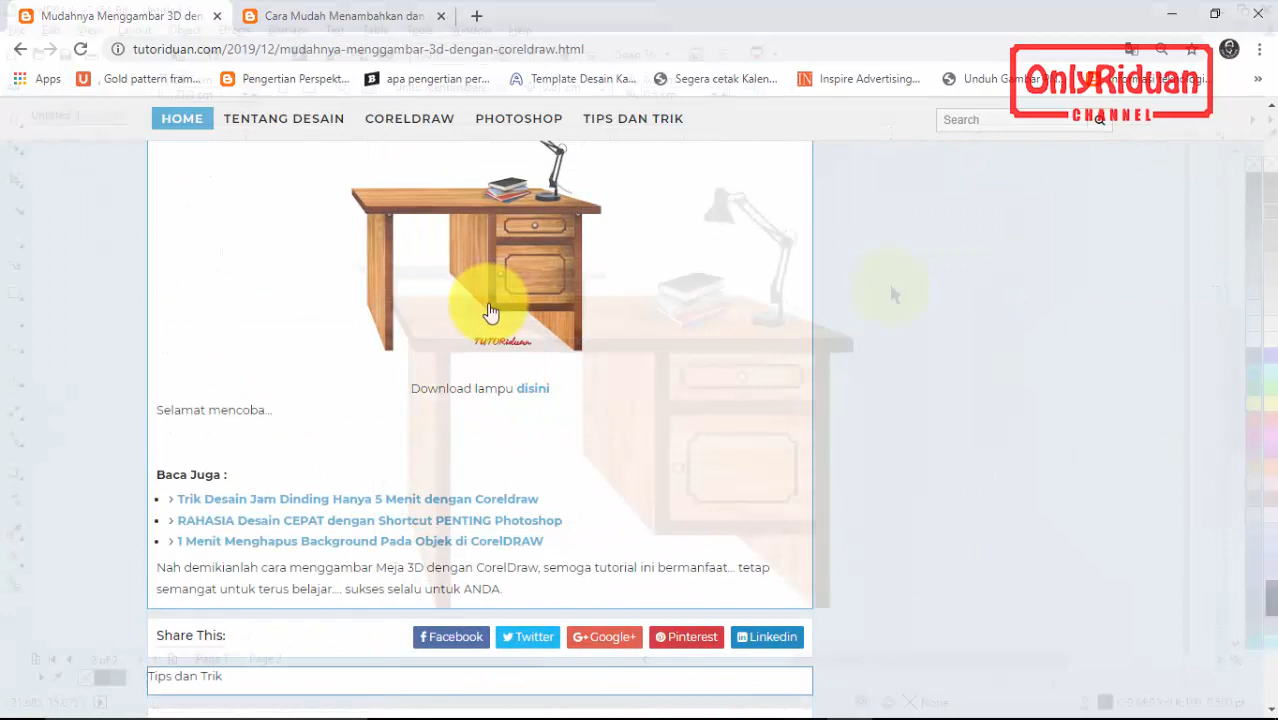 Mudahnya Menggambar 3D den
Cara Mudah Menambahkan dan
tutoriduan.com/2019/12/mudahnya-menggambar-3d-dengan-coreldraw.html
Apps
Gold pattern fram...
Pengertian Perspekt...
apa pengertian per...
Template Desain Ka...
Segera cetak Kalen...
Inspire Advertising...
OnlyRiduan
CHANNEL
HOME
TENTANG DESAIN
CORELDRAW
PHOTOSHOP
TIPS DAN TRIK
Search
TUTORiduan
Download lampu disini
Selamat mencoba...
Baca Juga :
› Trik Desain Jam Dinding Hanya 5 Menit dengan Coreldraw
› RAHASIA Desain CEPAT dengan Shortcut PENTING Photoshop
› 1 Menit Menghapus Background Pada Objek di CorelDRAW
Nah demikianlah cara menggambar Meja 3D dengan CorelDraw, semoga tutorial ini bermanfaat... tetap
semangat untuk terus belajar.... sukses selalu untuk ANDA.
Share This:
Facebook
Twitter
Google+
Pinterest
Linkedin
Page 1
Page 2
Tips dan Trik
None